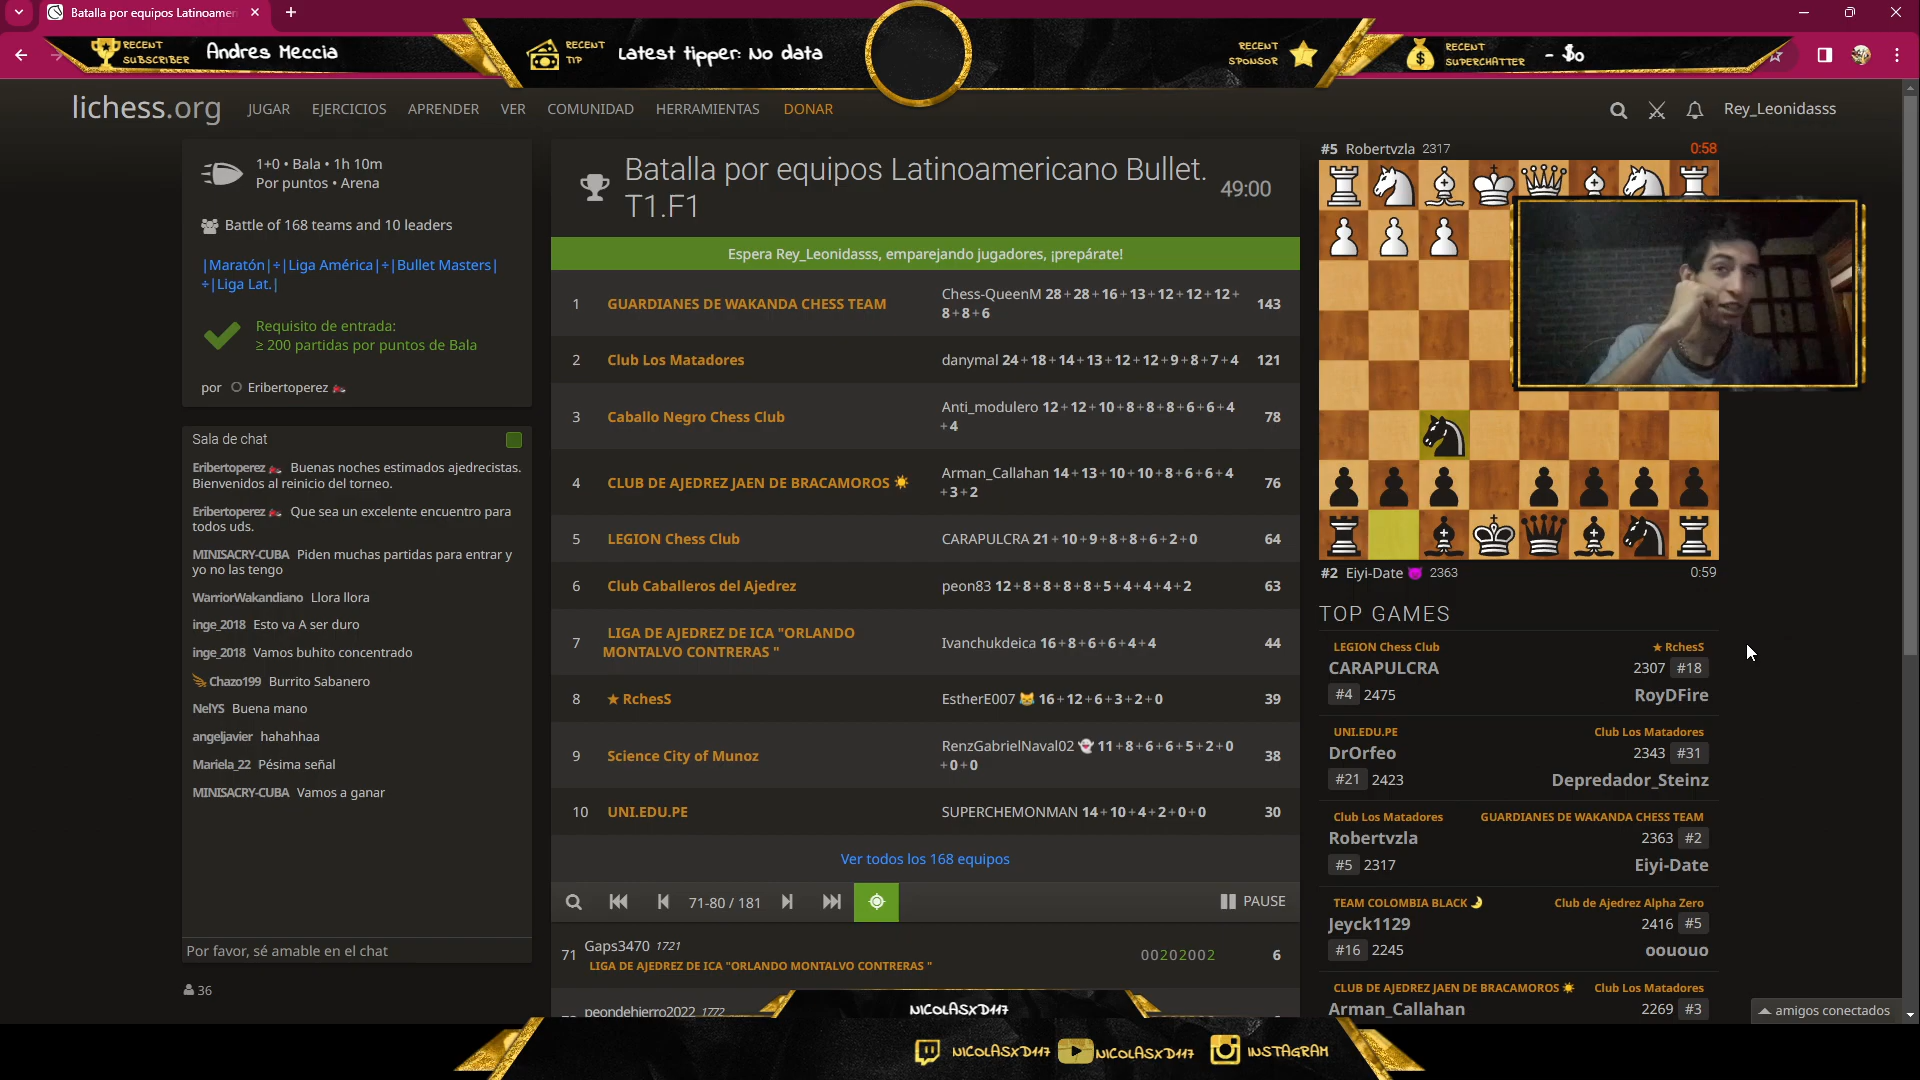 Batalla por equipos Latinoamer
RECENT SUBSCRIBER
Andres Meccia
RECENT TIP
Latest tipper: No data
RECENT SPONSOR
RECENT SUPERCHATTER
- $0
lichess.org
JUGAR
EJERCICIOS
APRENDER
VER
COMUNIDAD
HERRAMIENTAS
DONAR
Rey_Leonidasss
1+0 • Bala • 1h 10m
Por puntos • Arena
Battle of 168 teams and 10 leaders
|Maratón|÷|Liga América|÷|Bullet Masters|
÷|Liga Lat.|
Requisito de entrada:
≥ 200 partidas por puntos de Bala
por Eribertoperez
Sala de chat
Eribertoperez Buenas noches estimados ajedrecistas.
Bienvenidos al reinicio del torneo.
Eribertoperez Que sea un excelente encuentro para
todos uds.
MINISACRY-CUBA Piden muchas partidas para entrar y
yo no las tengo
WarriorWakandiano Llora llora
inge_2018 Esto va A ser duro
inge_2018 Vamos buhito concentrado
Chazo199 Burrito Sabanero
NelYS Buena mano
angeljavier hahahhaa
Mariela_22 Pésima señal
MINISACRY-CUBA Vamos a ganar
Por favor, sé amable en el chat
36
Batalla por equipos Latinoamericano Bullet.
T1.F1
49:00
Espera Rey_Leonidasss, emparejando jugadores, ¡prepárate!
1 GUARDIANES DE WAKANDA CHESS TEAM Chess-QueenM 28+28+16+13+12+12+12+
8+8+6 143
2 Club Los Matadores danymal 24+18+14+13+12+12+9+8+7+4 121
3 Caballo Negro Chess Club Anti_modulero 12+12+10+8+8+8+6+6+4
+4 78
4 CLUB DE AJEDREZ JAEN DE BRACAMOROS ☀ Arman_Callahan 14+13+10+10+8+6+6+4
+3+2 76
5 LEGION Chess Club CARAPULCRA 21+10+9+8+8+6+2+0 64
6 Club Caballeros del Ajedrez peon83 12+8+8+8+8+5+4+4+4+2 63
7 LIGA DE AJEDREZ DE ICA "ORLANDO
MONTALVO CONTRERAS " Ivanchukdeica 16+8+6+6+4+4 44
8 ★ RchesS EstherE007 😹 16+12+6+3+2+0 39
9 Science City of Munoz RenzGabrielNaval02 👻 11+8+6+6+5+2+0
+0+0 38
10 UNI.EDU.PE SUPERCHEMONMAN 14+10+4+2+0+0 30
Ver todos los 168 equipos
71-80 / 181
PAUSE
71 Gaps3470 1721
LIGA DE AJEDREZ DE ICA "ORLANDO MONTALVO CONTRERAS "
00202002 6
peondehierro2022 1772
#5 Robertvzla 2317 0:58
#2 Eiyi-Date 😈 2363 0:59
TOP GAMES
LEGION Chess Club ★ RchesS
CARAPULCRA 2307 #18
#4 2475 RoyDFire
UNI.EDU.PE Club Los Matadores
DrOrfeo 2343 #31
#21 2423 Depredador_Steinz
Club Los Matadores GUARDIANES DE WAKANDA CHESS TEAM
Robertvzla 2363 #2
#5 2317 Eiyi-Date
TEAM COLOMBIA BLACK 🌛 Club de Ajedrez Alpha Zero
Jeyck1129 2416 #5
#16 2245 oououo
CLUB DE AJEDREZ JAEN DE BRACAMOROS ☀ Club Los Matadores
Arman_Callahan 2269 #3
amigos conectados
NICOLASXD117
NICOLASXD117
NICOLASXD117
INSTAGRAM